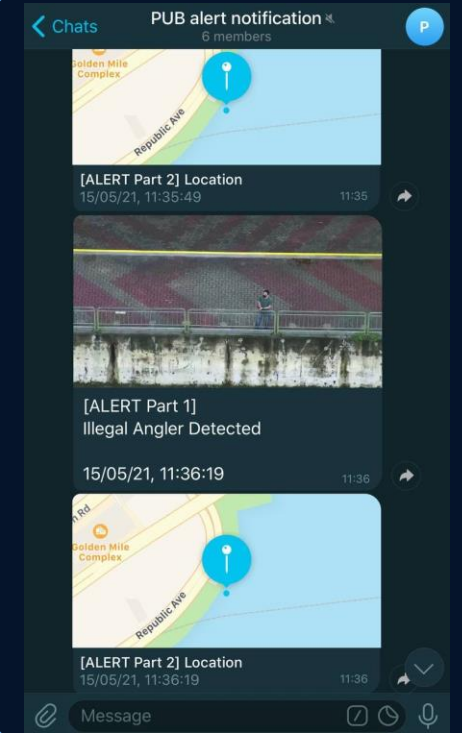 Chats
PUB alert notification
6 members
P
Golden Mile
Complex
Republic Ave
[ALERT Part 2] Location
15/05/21, 11:35:49
11:35
[ALERT Part 1]
Illegal Angler Detected
15/05/21, 11:36:19
11:36
Rd
Golden Mile
Complex
Republic Ave
[ALERT Part 2] Location
15/05/21, 11:36:19
11:36
Message